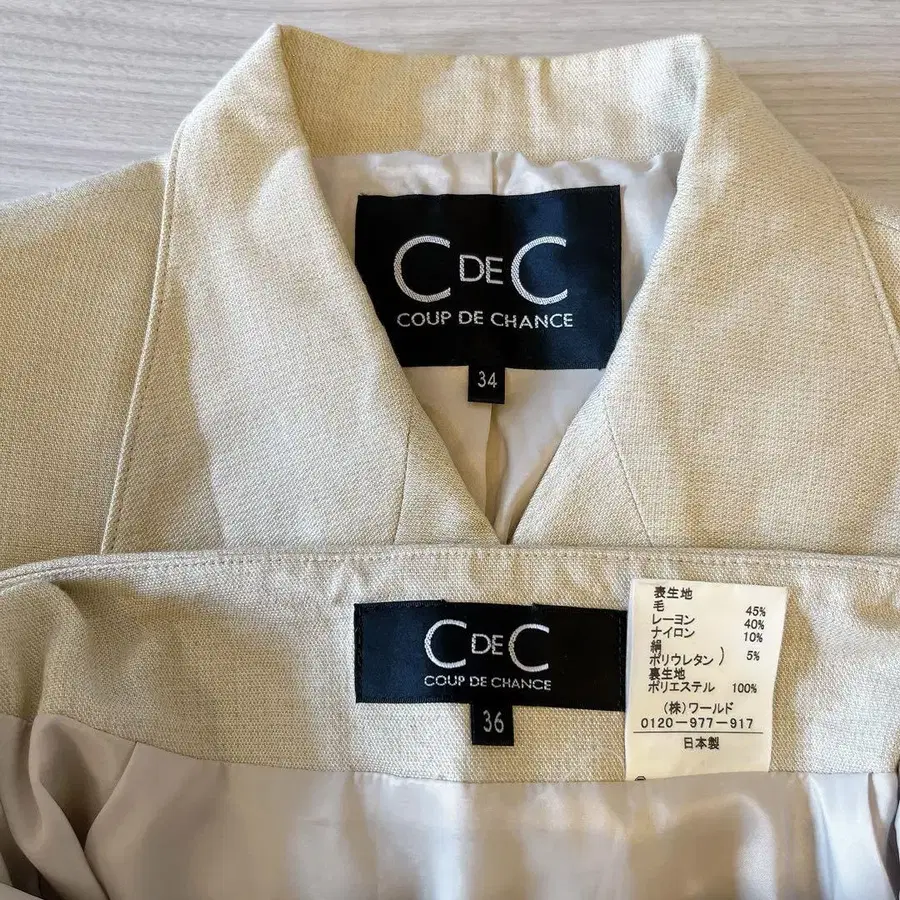 C DE C
COUP DE CHANCE
34
C DE C
COUP DE CHANCE
36
表生地
毛 45%
レーヨン 40%
ナイロン 10%
絹
ポリウレタン) 5%
裏生地
ポリエステル 100%
(株)ワールド
0120-977-917
日本製